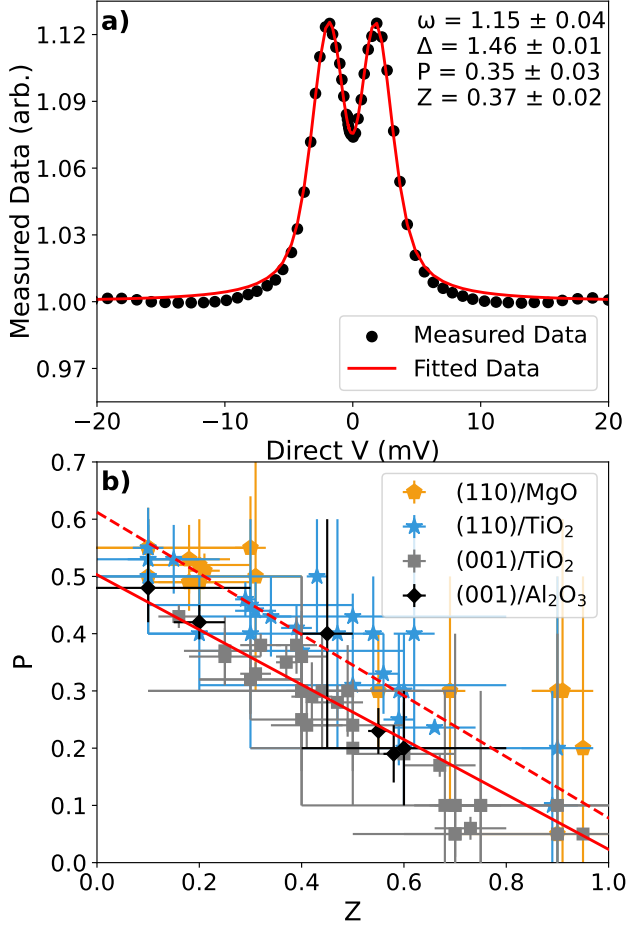 a)
ω = 1.15 ± 0.04
Δ = 1.46 ± 0.01
P = 0.35 ± 0.03
Z = 0.37 ± 0.02
Measured Data (arb.)
1.12
1.09
1.06
1.03
1.00
0.97
Measured Data
Fitted Data
−20 −10 0 10 20
Direct V (mV)
b)
(110)/MgO
(110)/TiO₂
(001)/TiO₂
(001)/Al₂O₃
P
0.7
0.6
0.5
0.4
0.3
0.2
0.1
0.0
0.0 0.2 0.4 0.6 0.8 1.0
Z